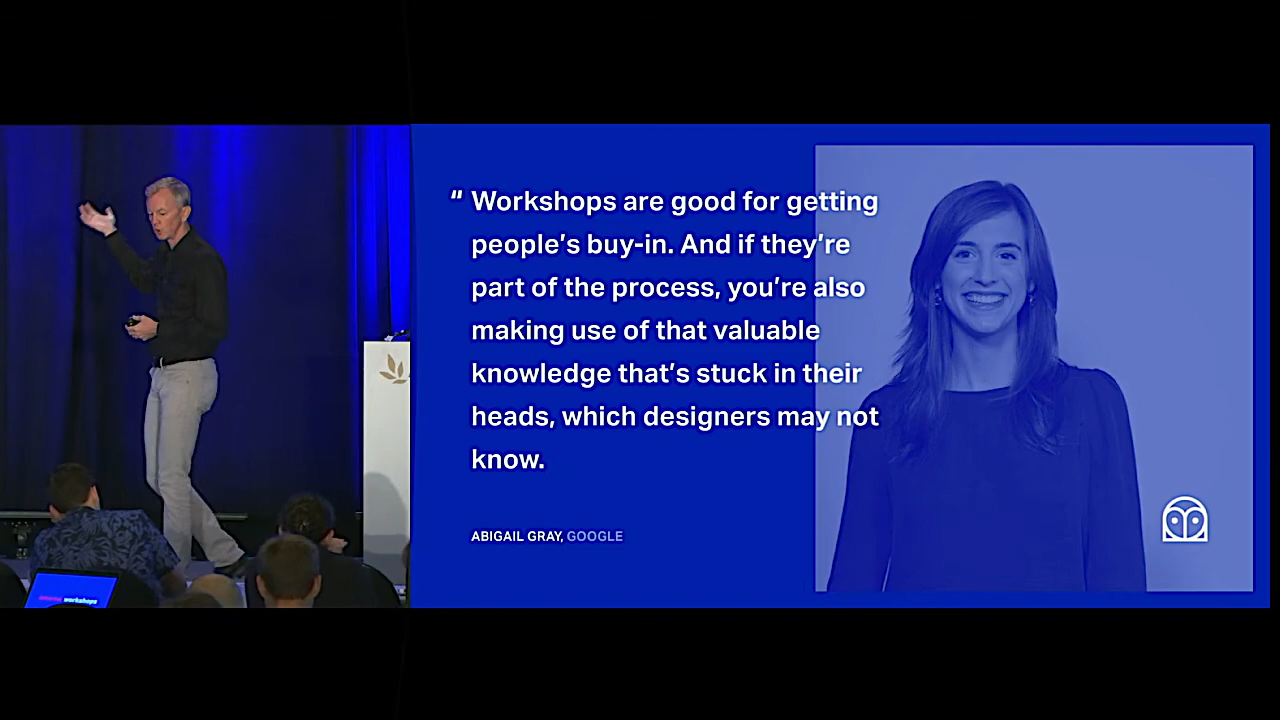 “ Workshops are good for getting
people’s buy-in. And if they’re
part of the process, you’re also
making use of that valuable
knowledge that’s stuck in their
heads, which designers may not
know.
ABIGAIL GRAY, GOOGLE
workshops